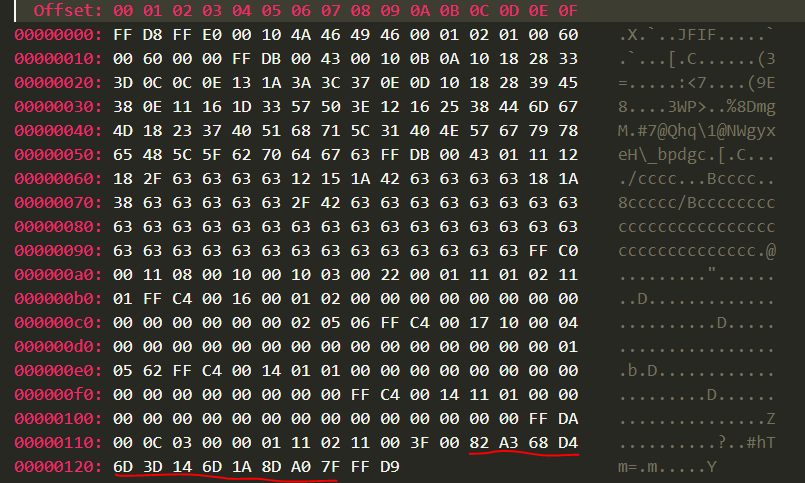 Offset: 00 01 02 03 04 05 06 07 08 09 0A 0B 0C 0D 0E 0F
00000000: FF D8 FF E0 00 10 4A 46 49 46 00 01 02 01 00 60 .X.`..JFIF.....`
00000010: 00 60 00 00 FF DB 00 43 00 10 0B 0A 10 18 28 33 .`...[.C......(3
00000020: 3D 0C 0C 0E 13 1A 3A 3C 37 0E 0D 10 18 28 39 45 =.....:<7....(9E
00000030: 38 0E 11 16 1D 33 57 50 3E 12 16 25 38 44 6D 67 8....3WP>..%8Dmg
00000040: 4D 18 23 37 40 51 68 71 5C 31 40 4E 57 67 79 78 M.#7@Qhq\1@NWgyx
00000050: 65 48 5C 5F 62 70 64 67 63 FF DB 00 43 01 11 12 eH\_bpdgc.[.C...
00000060: 18 2F 63 63 63 63 12 15 1A 42 63 63 63 63 18 1A ./cccc...Bcccc..
00000070: 38 63 63 63 63 63 2F 42 63 63 63 63 63 63 63 63 8ccccc/Bcccccccc
00000080: 63 63 63 63 63 63 63 63 63 63 63 63 63 63 63 63 cccccccccccccccc
00000090: 63 63 63 63 63 63 63 63 63 63 63 63 63 63 FF C0 cccccccccccccc.@
000000a0: 00 11 08 00 10 00 10 03 00 22 00 01 11 01 02 11 ........."......
000000b0: 01 FF C4 00 16 00 01 02 00 00 00 00 00 00 00 00 ..D.............
000000c0: 00 00 00 00 00 00 02 05 06 FF C4 00 17 10 00 04 ..........D.....
000000d0: 00 00 00 00 00 00 00 00 00 00 00 00 00 00 00 01 ................
000000e0: 05 62 FF C4 00 14 01 01 00 00 00 00 00 00 00 00 .b.D............
000000f0: 00 00 00 00 00 00 00 00 FF C4 00 14 11 01 00 00 .........D......
00000100: 00 00 00 00 00 00 00 00 00 00 00 00 00 00 FF DA ...............Z
00000110: 00 0C 03 00 00 01 11 02 11 00 3F 00 82 A3 68 D4 ..........?..#hT
00000120: 6D 3D 14 6D 1A 8D A0 7F FF D9 m=.m.....Y